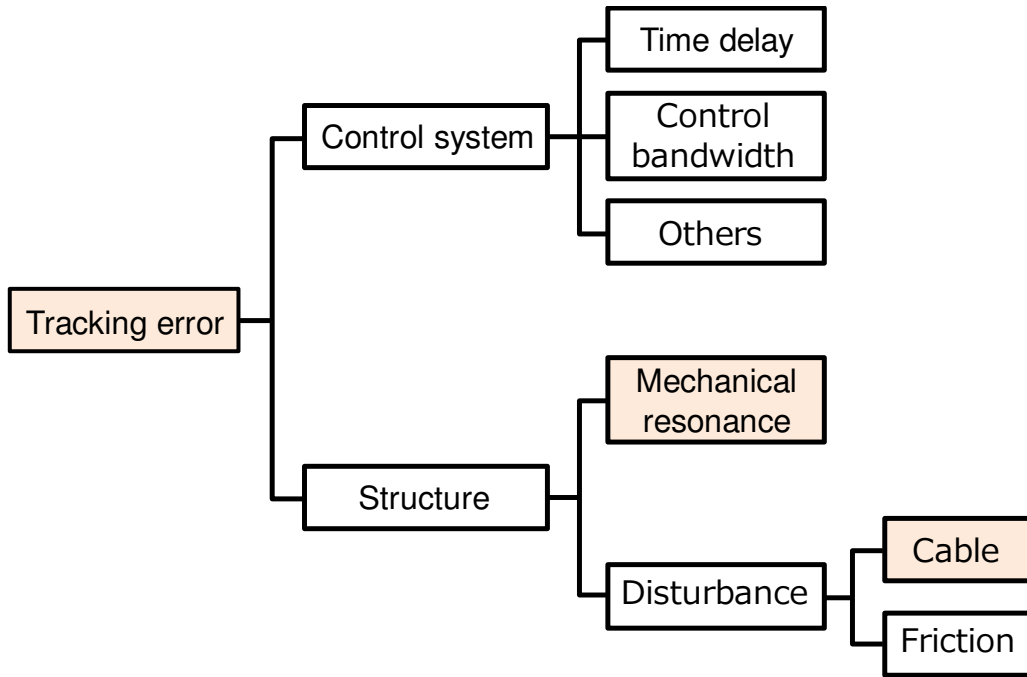 Time delay
Control system
Control
bandwidth
Others
Tracking error
Mechanical
resonance
Structure
Cable
Disturbance
Friction